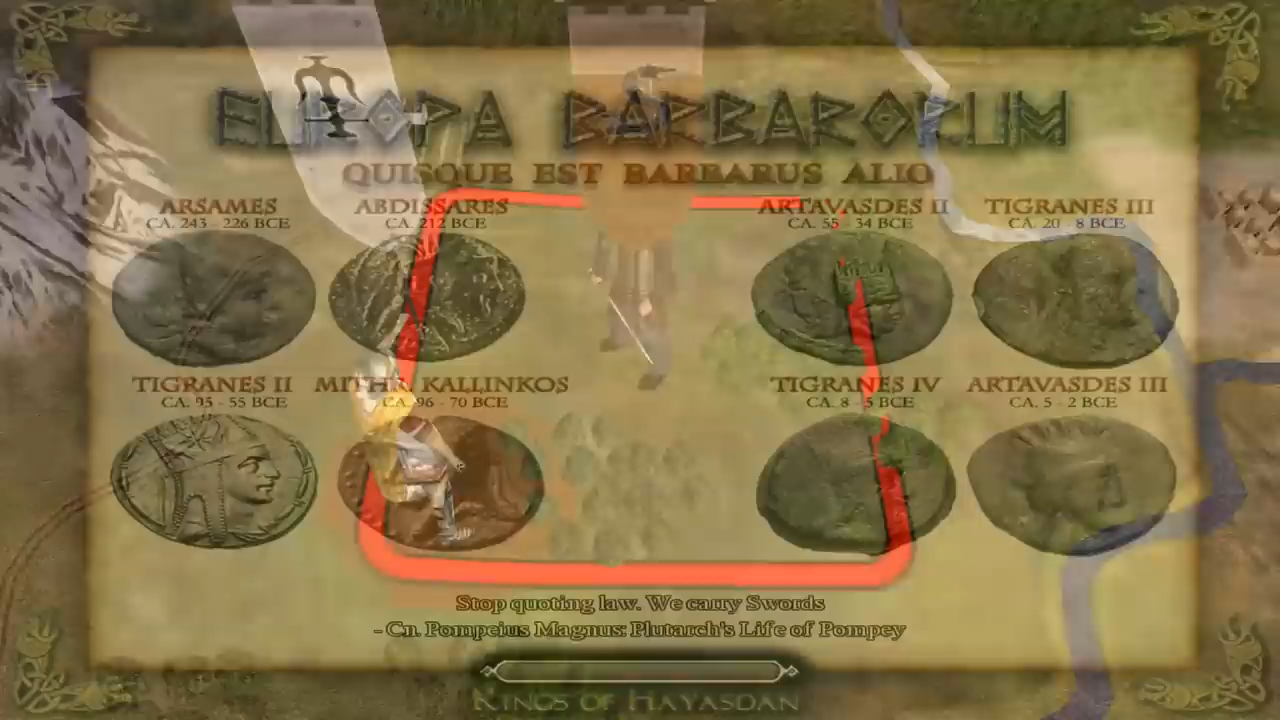 EUROPA BARBARORUM
QUISQUE EST BARBARUS ALIO
ARSAMES
CA. 243 - 226 BCE
ABDISSARES
CA. 212 BCE
ARTAVASDES II
CA. 55 - 34 BCE
TIGRANES III
CA. 20 - 8 BCE
TIGRANES II
CA. 95 - 55 BCE
MITHR. KALLINKOS
CA. 96 - 70 BCE
TIGRANES IV
CA. 8 - 5 BCE
ARTAVASDES III
CA. 5 - 2 BCE
Stop quoting law. We carry Swords
- Cn. Pompeius Magnus: Plutarch's Life of Pompey
KINGS OF HAYASDAN